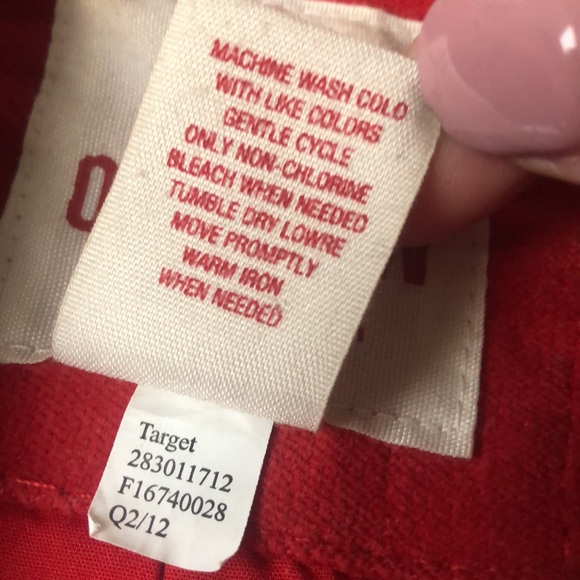 MACHINE WASH COLD
WITH LIKE COLORS
GENTLE CYCLE
ONLY NON-CHLORINE
BLEACH WHEN NEEDED
TUMBLE DRY LOWRE
MOVE PROMPTLY
WARM IRON
WHEN NEEDED
Target
283011712
F16740028
Q2/12